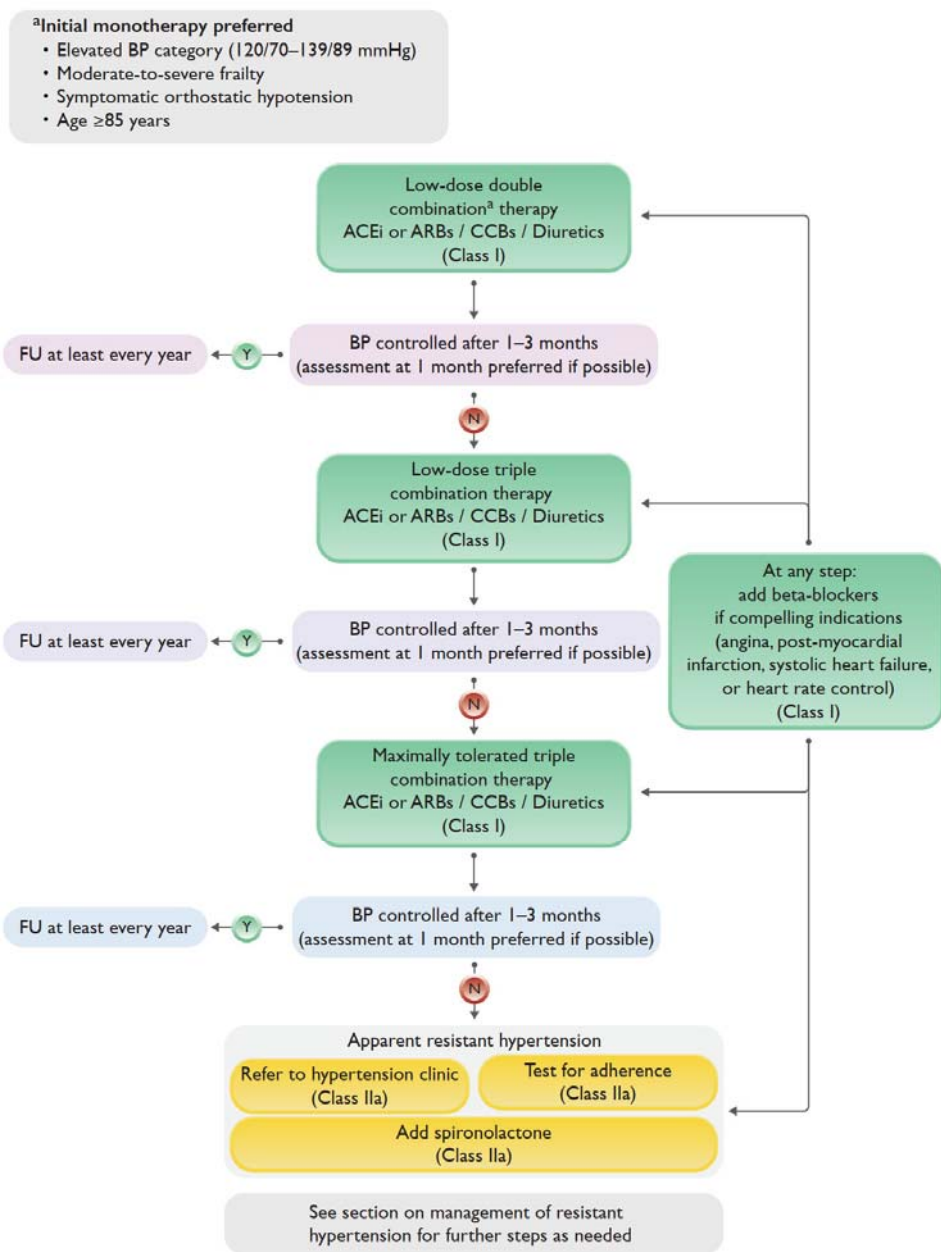 aInitial monotherapy preferred
• Elevated BP category (120/70–139/89 mmHg)
• Moderate-to-severe frailty
• Symptomatic orthostatic hypotension
• Age ≥85 years
Low-dose double
combinationa therapy
ACEi or ARBs / CCBs / Diuretics
(Class I)
FU at least every year
Y
BP controlled after 1–3 months
(assessment at 1 month preferred if possible)
N
Low-dose triple
combination therapy
ACEi or ARBs / CCBs / Diuretics
(Class I)
At any step:
add beta-blockers
if compelling indications
(angina, post-myocardial
infarction, systolic heart failure,
or heart rate control)
(Class I)
FU at least every year
Y
BP controlled after 1–3 months
(assessment at 1 month preferred if possible)
N
Maximally tolerated triple
combination therapy
ACEi or ARBs / CCBs / Diuretics
(Class I)
FU at least every year
Y
BP controlled after 1–3 months
(assessment at 1 month preferred if possible)
N
Apparent resistant hypertension
Refer to hypertension clinic
(Class IIa)
Test for adherence
(Class IIa)
Add spironolactone
(Class IIa)
See section on management of resistant
hypertension for further steps as needed